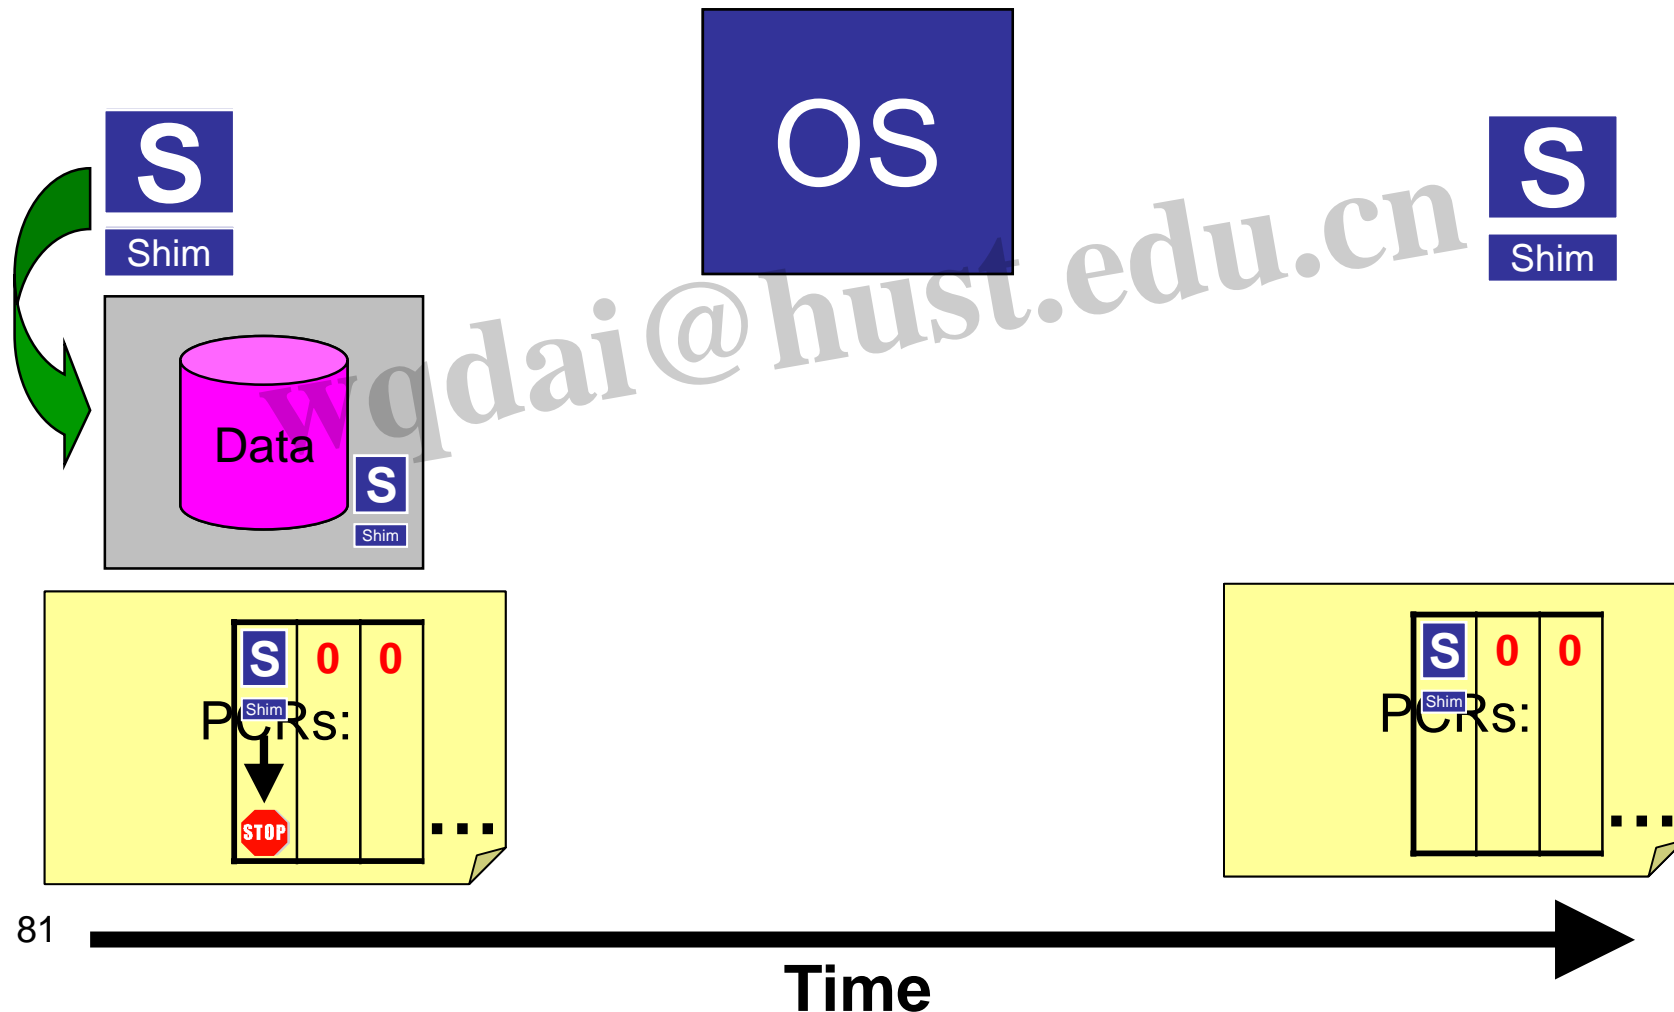 OS
S
Shim
S
Shim
wqdai@hust.edu.cn
Data
S
Shim
S 0 0
Shim
PCRs:
STOP
...
S 0 0
Shim
PCRs:
...
81
Time